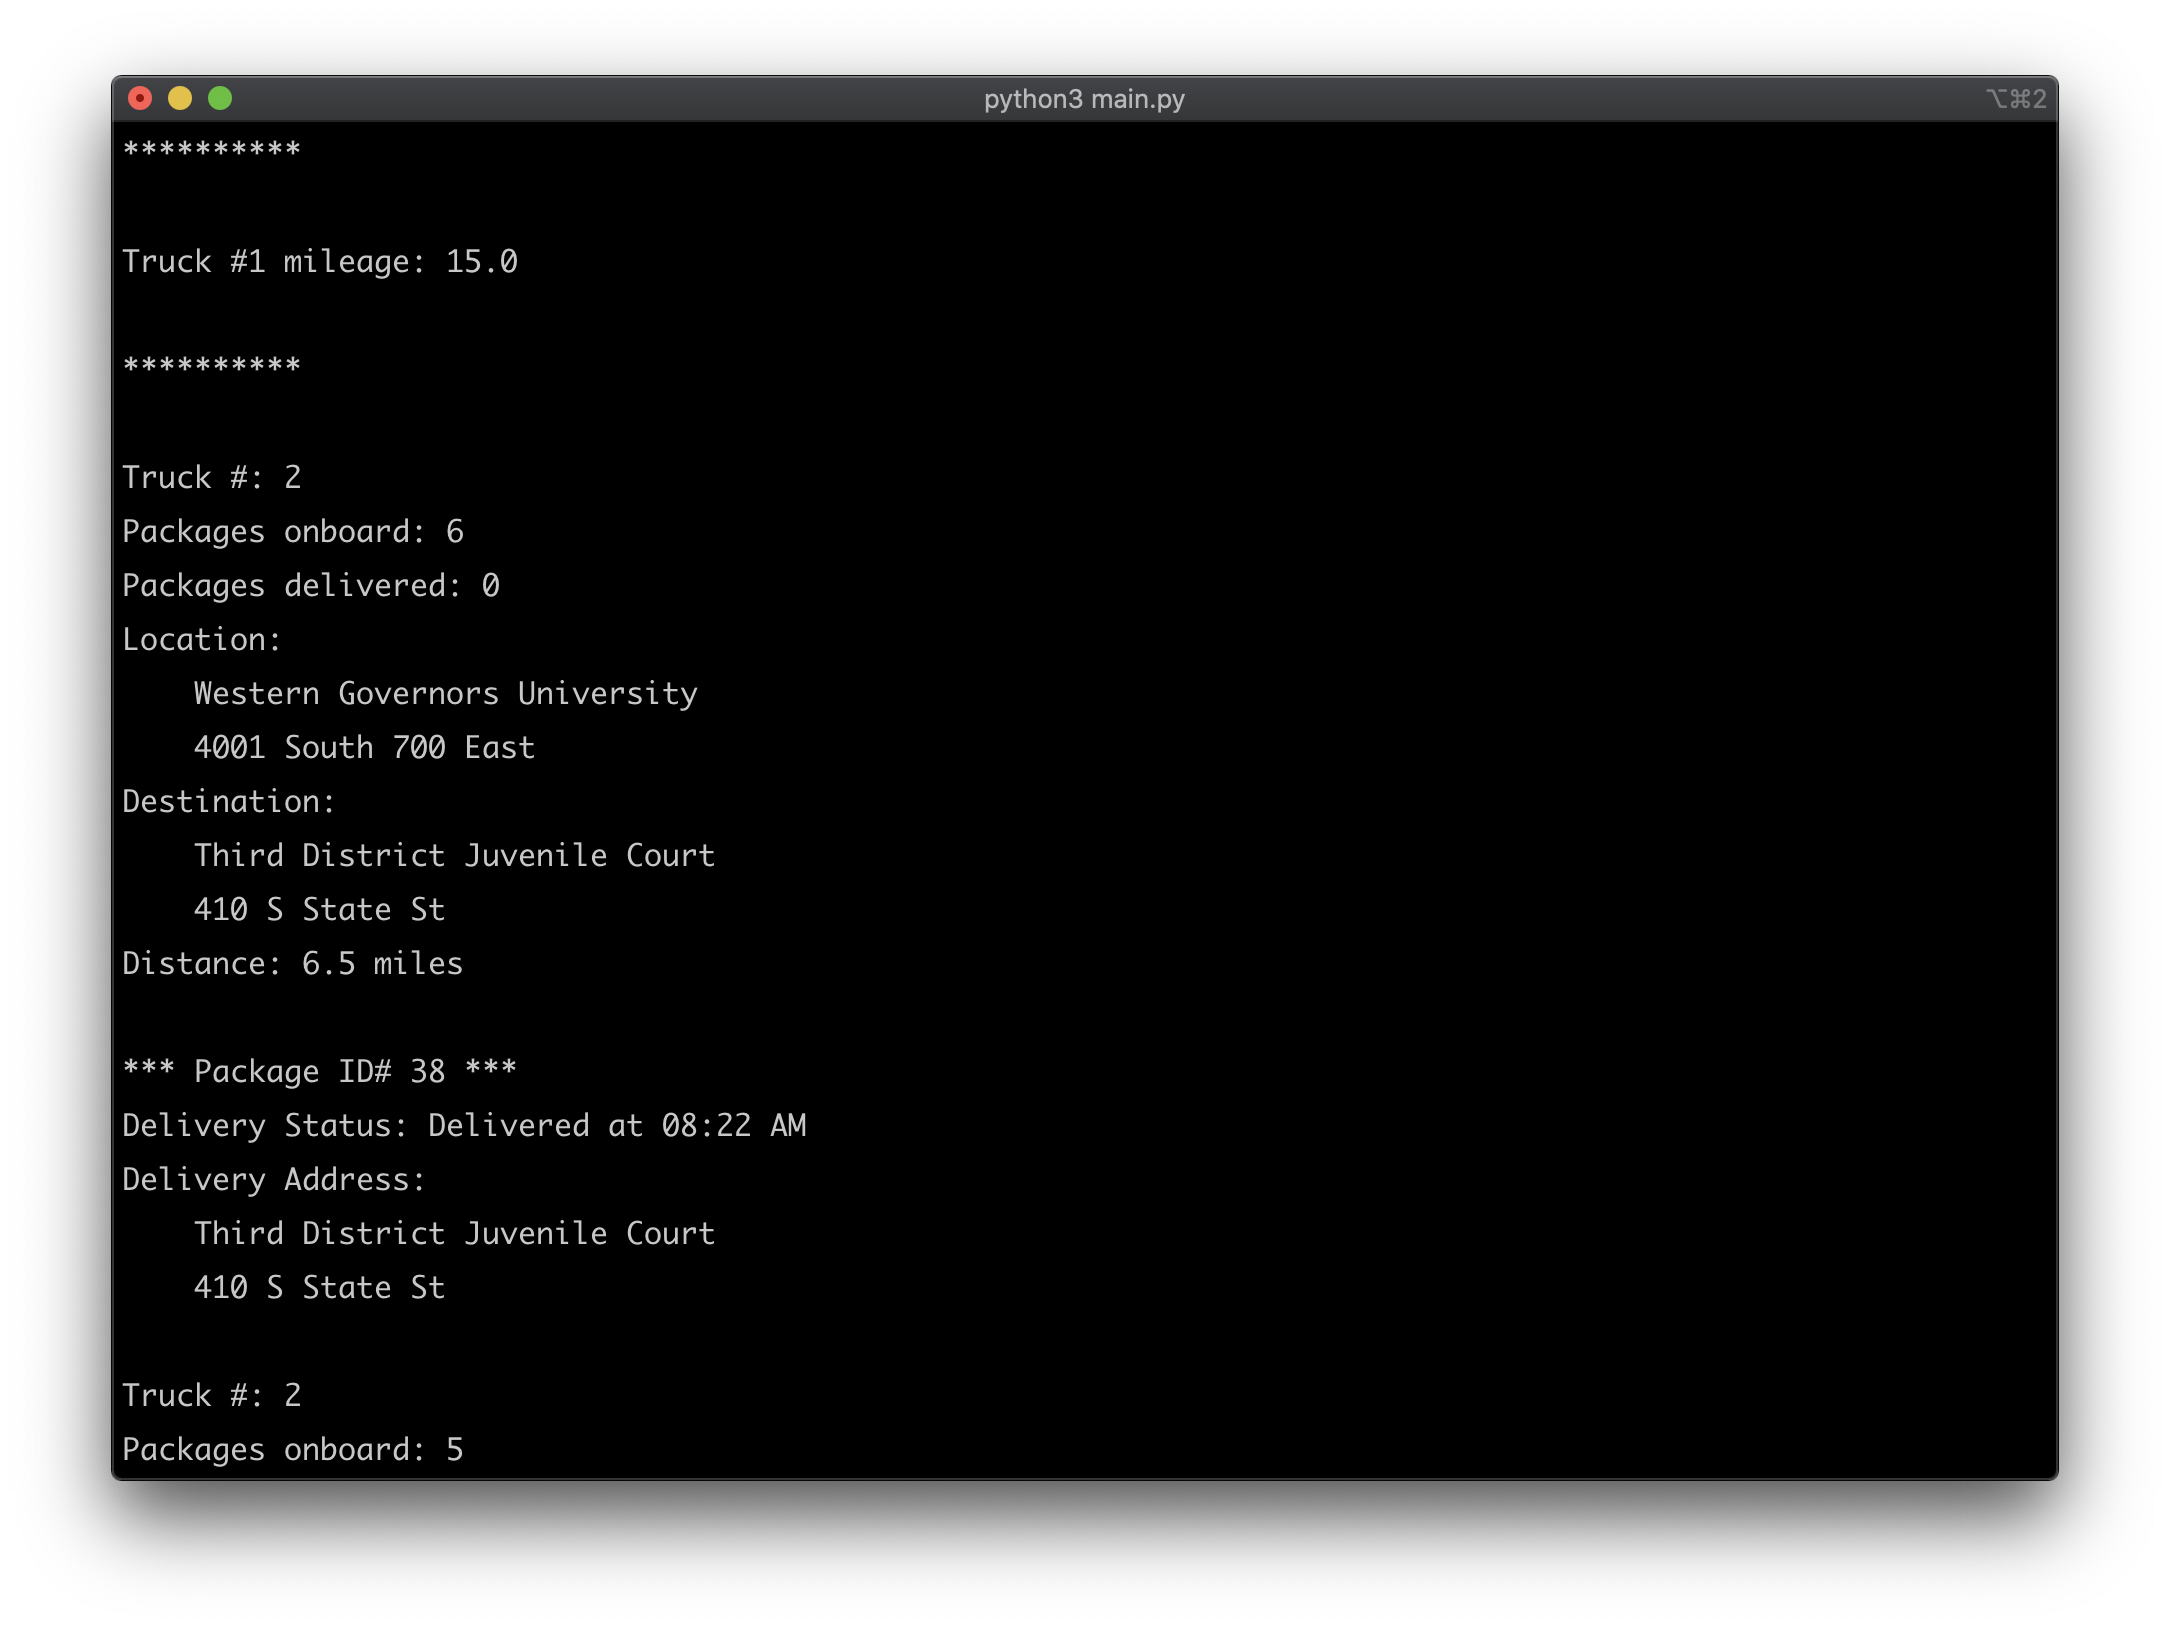 python3 main.py
⌥⌘2
**********
Truck #1 mileage: 15.0
**********
Truck #: 2
Packages onboard: 6
Packages delivered: 0
Location:
    Western Governors University
    4001 South 700 East
Destination:
    Third District Juvenile Court
    410 S State St
Distance: 6.5 miles
*** Package ID# 38 ***
Delivery Status: Delivered at 08:22 AM
Delivery Address:
    Third District Juvenile Court
    410 S State St
Truck #: 2
Packages onboard: 5